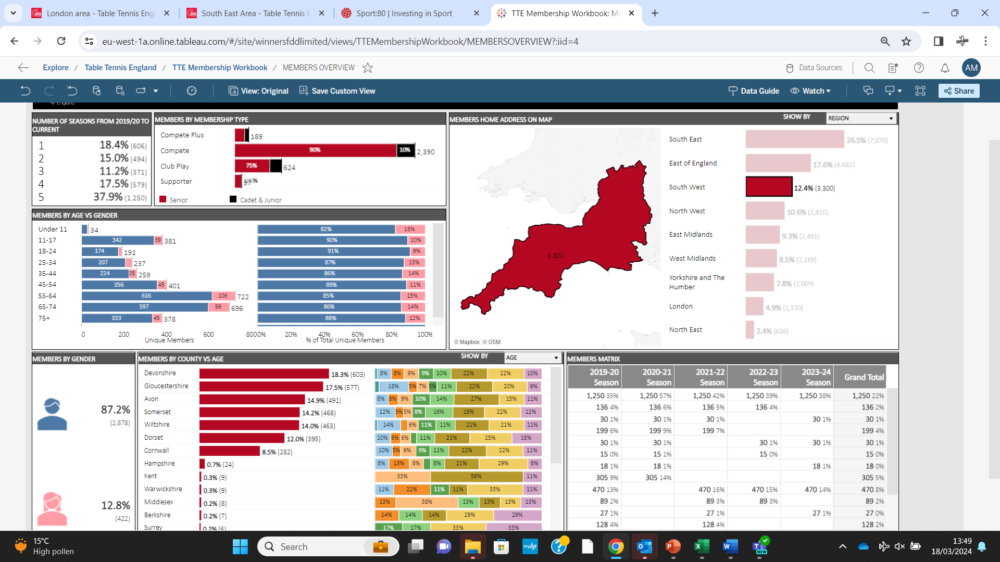 London area - Table Tennis Engl
South East Area - Table Tennis E
Sport:80 | Investing in Sport
TTE Membership Workbook: ME
eu-west-1a.online.tableau.com/#/site/winnersfddlimited/views/TTEMembershipWorkbook/MEMBERSOVERVIEW?:iid=4
Explore / Table Tennis England / TTE Membership Workbook / MEMBERS OVERVIEW
Data Sources
AM
View: Original
Save Custom View
Data Guide
Watch
Share
England
NUMBER OF SEASONS FROM 2019/20 TO
CURRENT
1 18.4% (606)
2 15.0% (494)
3 11.2% (371)
4 17.5% (579)
5 37.9% (1,250)
MEMBERS BY MEMBERSHIP TYPE
Compete Plus 189
Compete 90% 10% 2,390
Club Play 75% 624
Supporter 97 100%
Senior
Cadet & Junior
MEMBERS BY AGE VS GENDER
Under 11 34 82% 18%
11-17 342 39 381 90% 10%
18-24 174 191 91% 9%
25-34 207 237 87% 13%
35-44 224 35 259 86% 14%
45-54 356 45 401 89% 11%
55-64 616 106 722 85% 15%
65-74 597 99 696 86% 14%
75+ 333 45 378 88% 12%
0 200 400 600 800 0% 20% 40% 60% 80% 100%
Unique Members
% of Total Unique Members
MEMBERS HOME ADDRESS ON MAP
SHOW BY
REGION
3,300
© Mapbox © OSM
South East 26.5% (7,070)
East of England 17.6% (4,682)
South West 12.4% (3,300)
North West 10.6% (2,815)
East Midlands 9.3% (2,491)
West Midlands 8.5% (2,269)
Yorkshire and The
Humber 7.8% (2,069)
London 4.9% (1,310)
North East 2.4% (636)
MEMBERS BY GENDER
87.2%
(2,878)
12.8%
(422)
MEMBERS BY COUNTY VS AGE
SHOW BY
AGE
Devonshire 18.3% (603) 8% 8% 9% 9% 10% 22% 22% 10%
Gloucestershire 17.5% (577) 18% 5% 7% 5% 11% 22% 20% 9%
Avon 14.9% (491) 8% 6% 9% 10% 14% 27% 15% 11%
Somerset 14.2% (468) 12% 5% 5% 8% 16% 19% 22% 12%
Wiltshire 14.0% (463) 14% 6% 11% 11% 21% 21% 11%
Dorset 12.0% (395) 10% 6% 6% 11% 21% 25% 18%
Cornwall 8.5% (282) 10% 5% 9% 9% 11% 22% 22% 11%
Hampshire 0.7% (24) 8% 13% 8% 8% 21% 29% 8%
Kent 0.3% (9) 33% 56% 11%
Warwickshire 0.3% (9) 11% 22% 11% 11% 33% 11%
Middlesex 0.2% (8) 13% 38% 13% 13% 13% 13%
Berkshire 0.2% (7) 14% 14% 14% 29% 29%
Surrey 0.2% (6) 17% 17% 33% 33%
MEMBERS MATRIX
2019-20 2020-21 2021-22 2022-23 2023-24 Grand Total
Season Season Season Season Season
1,250 35% 1,250 57% 1,250 42% 1,250 39% 1,250 38% 1,250 22%
136 4% 136 6% 136 5% 136 4% 136 2%
30 1% 30 1% 30 1% 30 1% 30 1%
199 6% 199 9% 199 7% 199 4%
30 1% 30 1% 30 1% 30 1% 30 1%
15 0% 15 1% 15 0% 15 0%
18 1% 18 1% 18 1% 18 0%
305 9% 305 14% 305 5%
470 13% 470 16% 470 15% 470 14% 470 8%
89 2% 89 3% 89 3% 89 2%
27 1% 27 1% 27 1% 27 0%
128 4% 128 4% 128 2%
15°C
High pollen
Search
myhp
NEW
13:49
18/03/2024